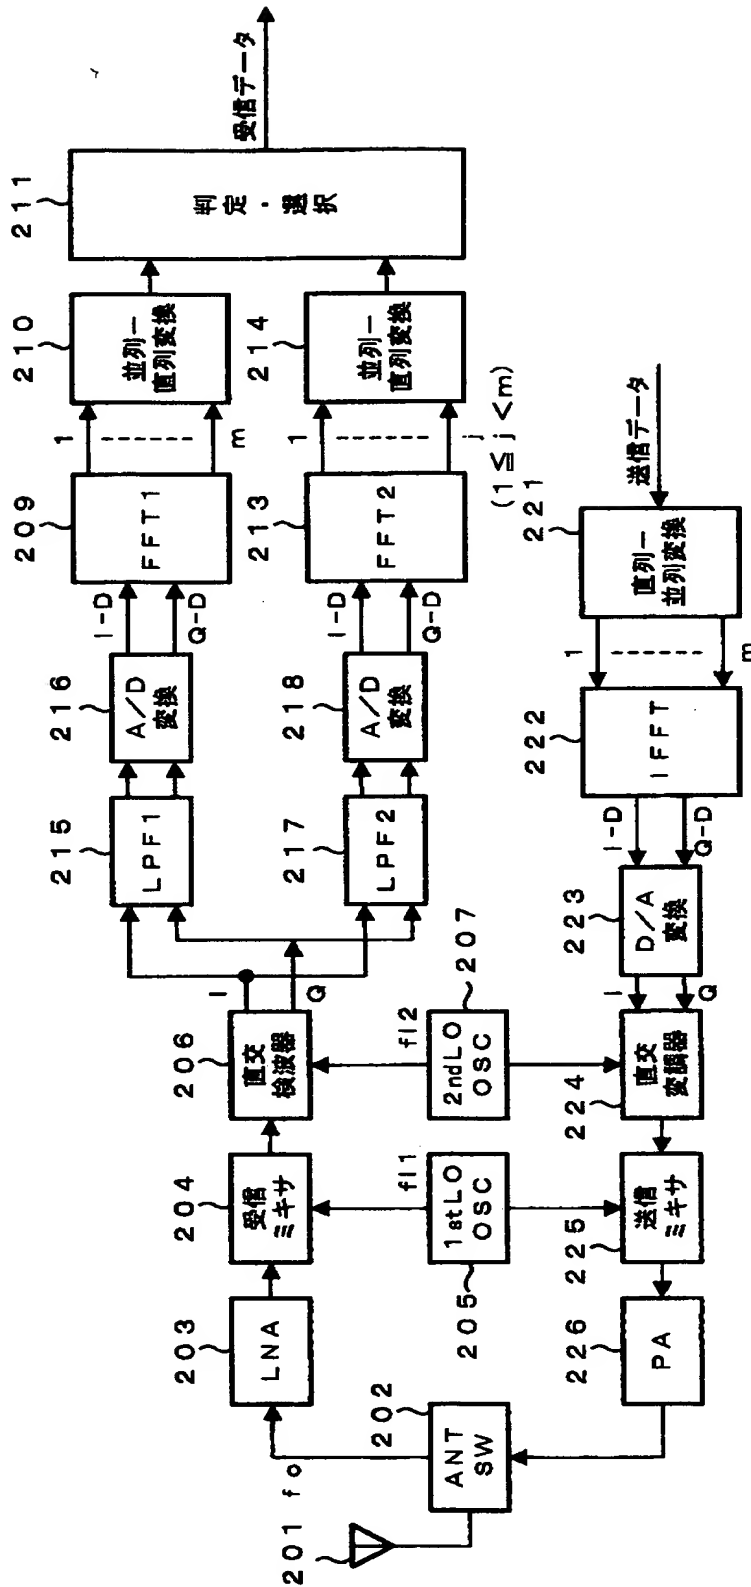 201
fo
ANT
SW
202
LNA
203
受信
ミキサ
204
fl1
1stLO
OSC
205
直交
検波器
206
fl2
2ndLO
OSC
207
I
Q
LPF1
215
A/D
変換
216
I-D
Q-D
FFT1
209
1
m
並列ー
直列変換
210
LPF2
217
A/D
変換
218
I-D
Q-D
FFT2
213
1
j
(1≦j<m)
並列ー
直列変換
214
判定・選択
211
受信データ
送信データ
直列ー
並列変換
221
1
m
IFFT
222
I-D
Q-D
D/A
変換
223
I
Q
直交
変調器
224
送信
ミキサ
225
PA
226